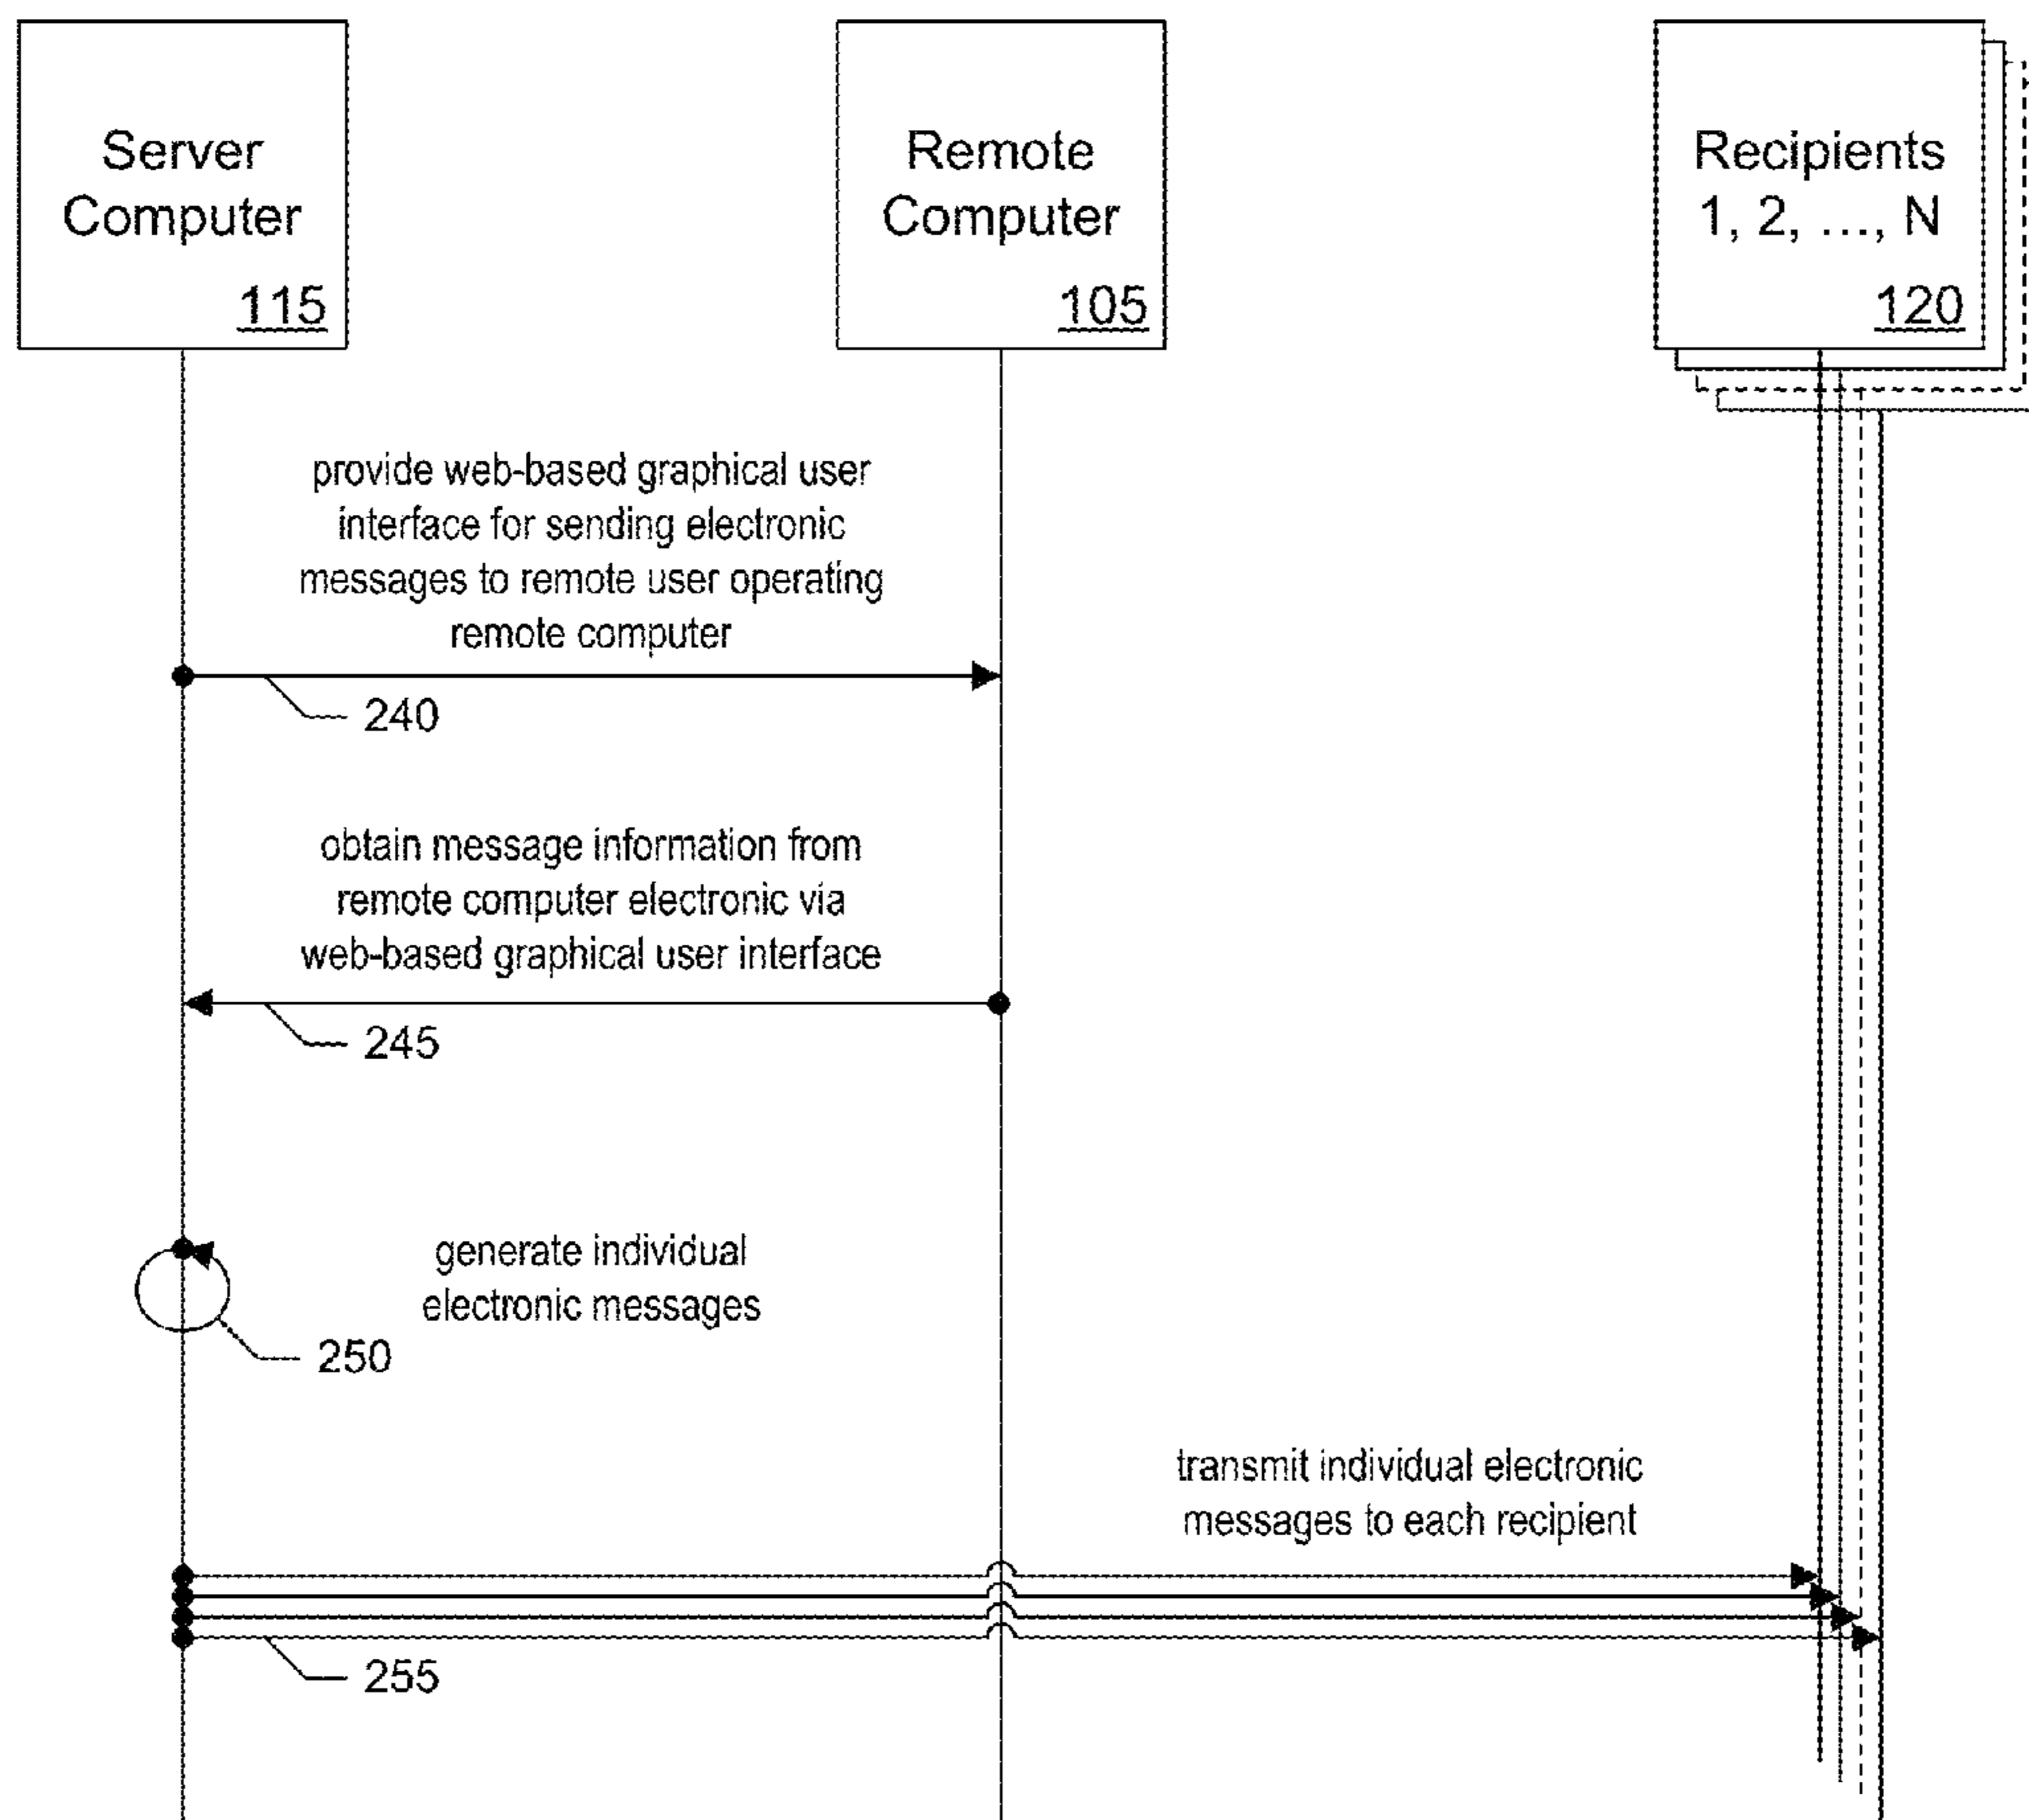 Server
Computer
115
Remote
Computer
105
Recipients
1, 2, ..., N
120
provide web-based graphical user
interface for sending electronic
messages to remote user operating
remote computer
240
obtain message information from
remote computer electronic via
web-based graphical user interface
245
generate individual
electronic messages
250
transmit individual electronic
messages to each recipient
255